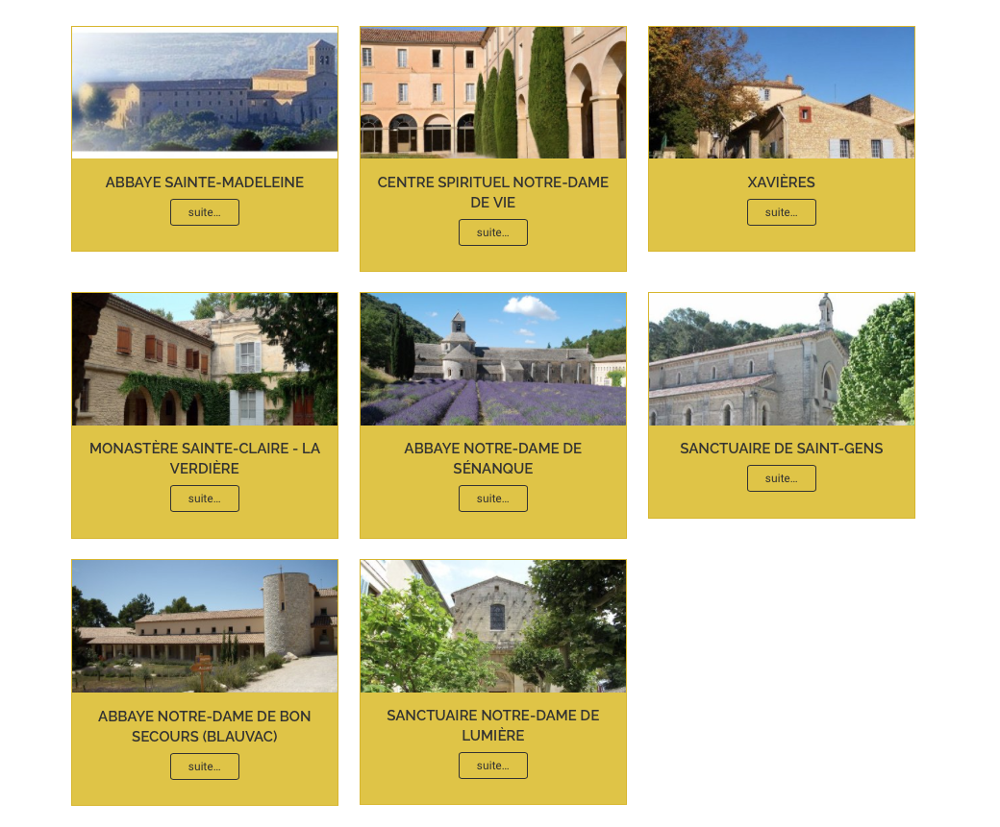 ABBAYE SAINTE-MADELEINE
suite...
CENTRE SPIRITUEL NOTRE-DAME
DE VIE
suite...
XAVIÈRES
suite...
MONASTÈRE SAINTE-CLAIRE - LA
VERDIÈRE
suite...
ABBAYE NOTRE-DAME DE
SÉNANQUE
suite...
SANCTUAIRE DE SAINT-GENS
suite...
ABBAYE NOTRE-DAME DE BON
SECOURS (BLAUVAC)
suite...
SANCTUAIRE NOTRE-DAME DE
LUMIÈRE
suite...